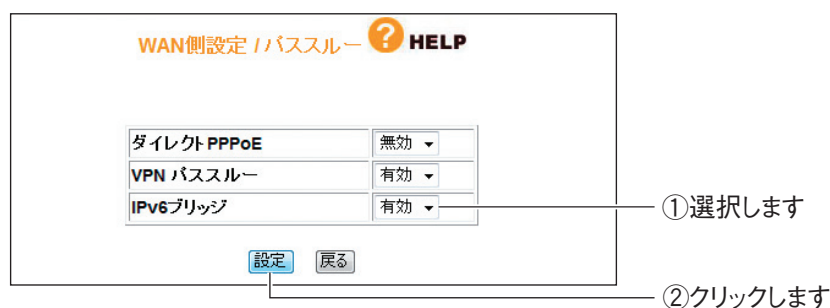 WAN側設定 / パススルー ? HELP
ダイレクトPPPoE 無効
VPN パススルー 有効
IPv6ブリッジ 有効
①選択します
設定 戻る
②クリックします